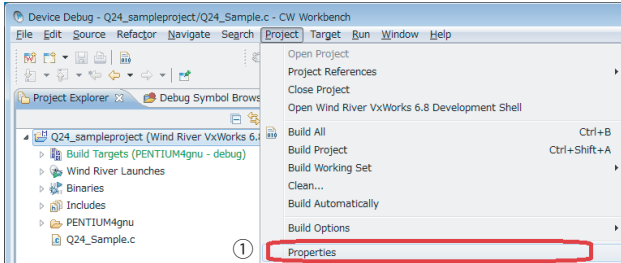 Device Debug - Q24_sampleproject/Q24_Sample.c - CW Workbench
File Edit Source Refactor Navigate Search Project Target Run Window Help
Open Project
Project References
Close Project
Open Wind River VxWorks 6.8 Development Shell
Build All Ctrl+B
Build Project Ctrl+Shift+A
Build Working Set
Clean...
Build Automatically
Build Options
Properties
Project Explorer Debug Symbol Brows
Q24_sampleproject (Wind River VxWorks 6.
Build Targets (PENTIUM4gnu - debug)
Wind River Launches
Binaries
Includes
PENTIUM4gnu
Q24_Sample.c
①